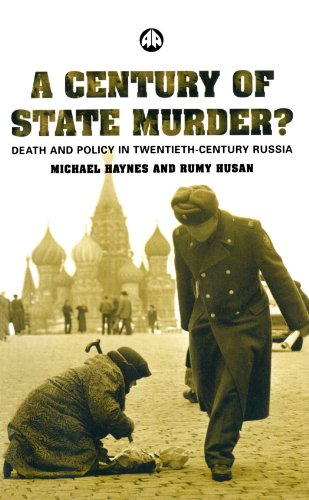 A CENTURY OF
STATE MURDER?
DEATH AND POLICY IN TWENTIETH-CENTURY RUSSIA
MICHAEL HAYNES AND RUMY HUSAN